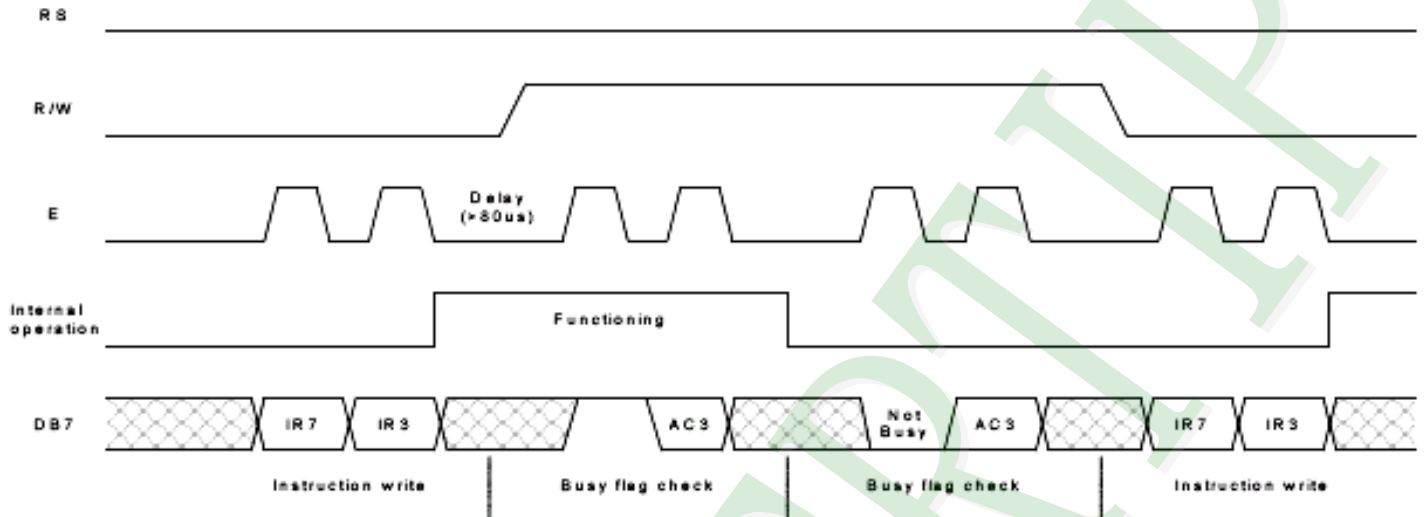 RS
R/W
E
Delay
(>80us)
Internal
operation
Functioning
DB7
IR7
IR3
AC3
Not
Busy
AC3
IR7
IR3
Instruction write
Busy flag check
Busy flag check
Instruction write